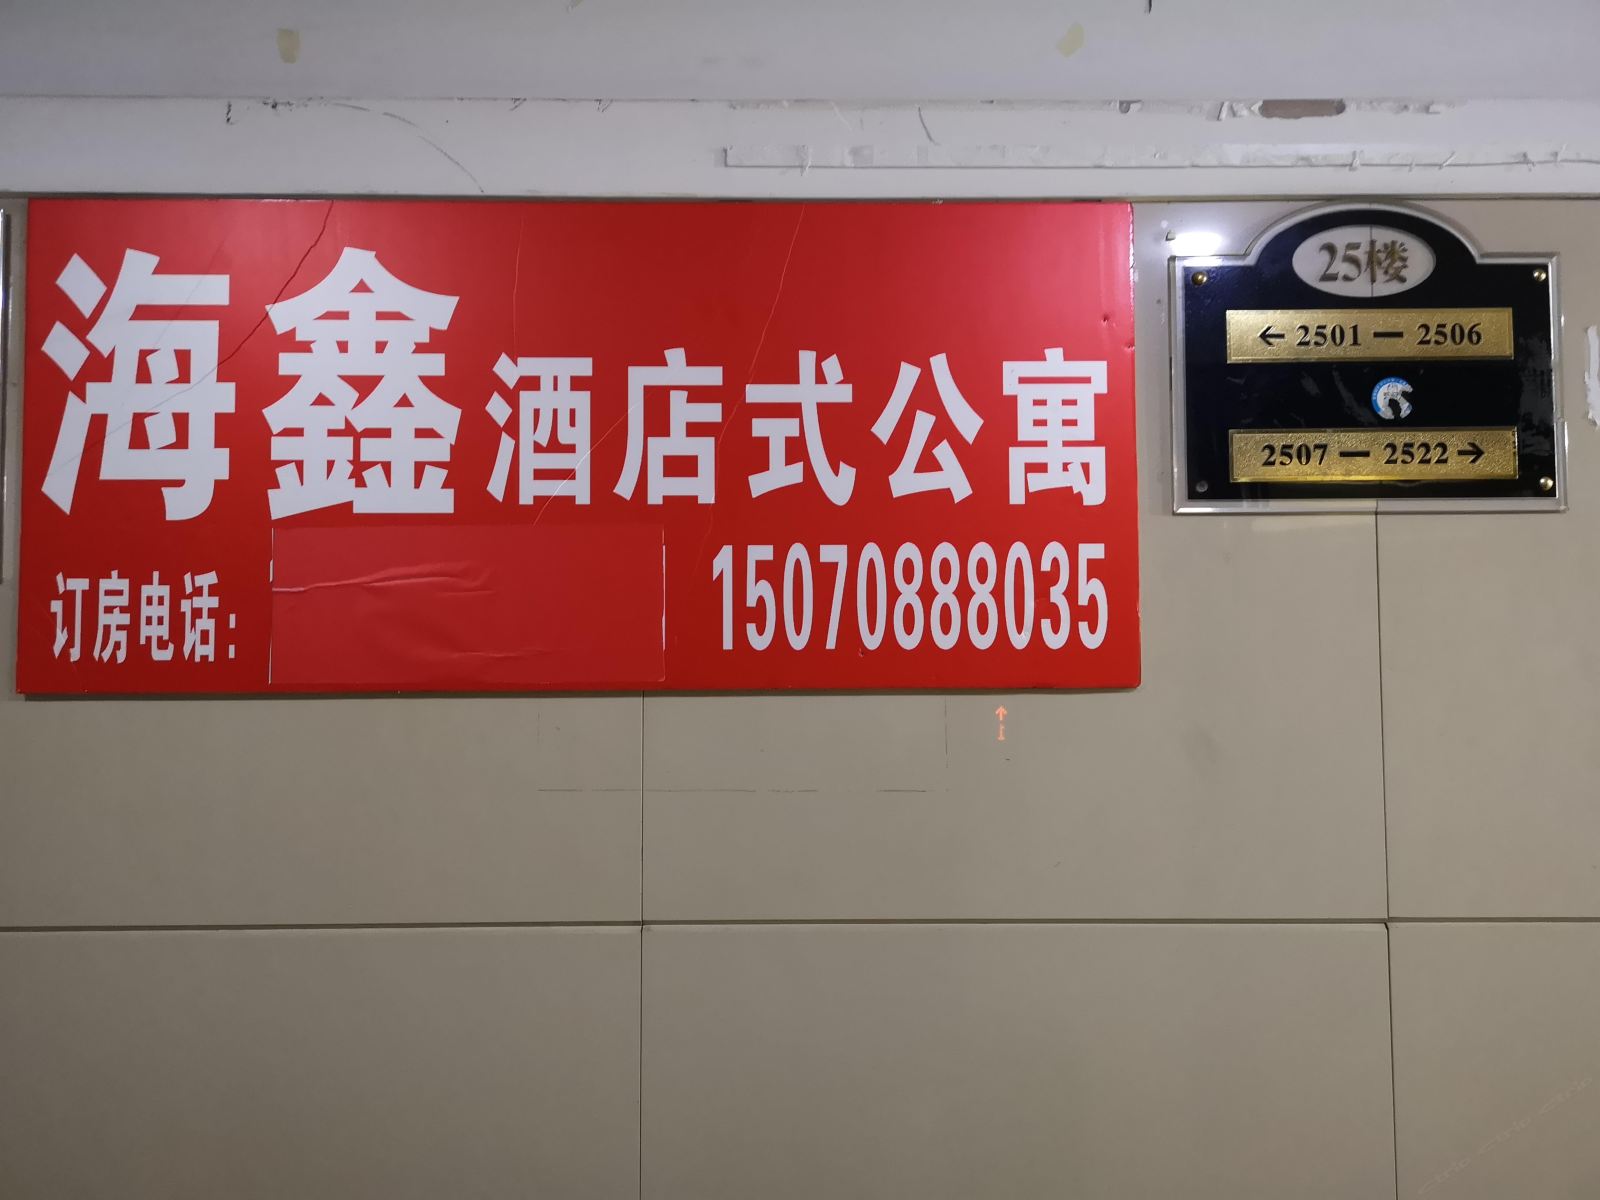 海鑫酒店式公寓
订房电话: 15070888035
25楼
← 2501 — 2506
2507 — 2522 →